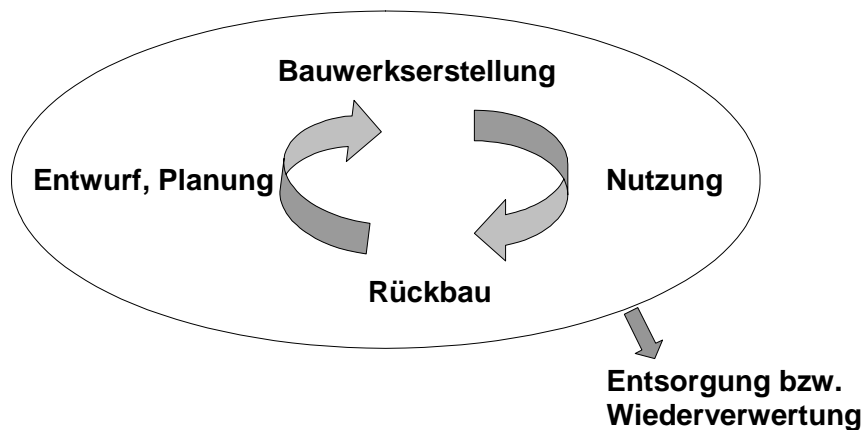 Bauwerkserstellung
Entwurf, Planung
Nutzung
Rückbau
Entsorgung bzw.
Wiederverwertung